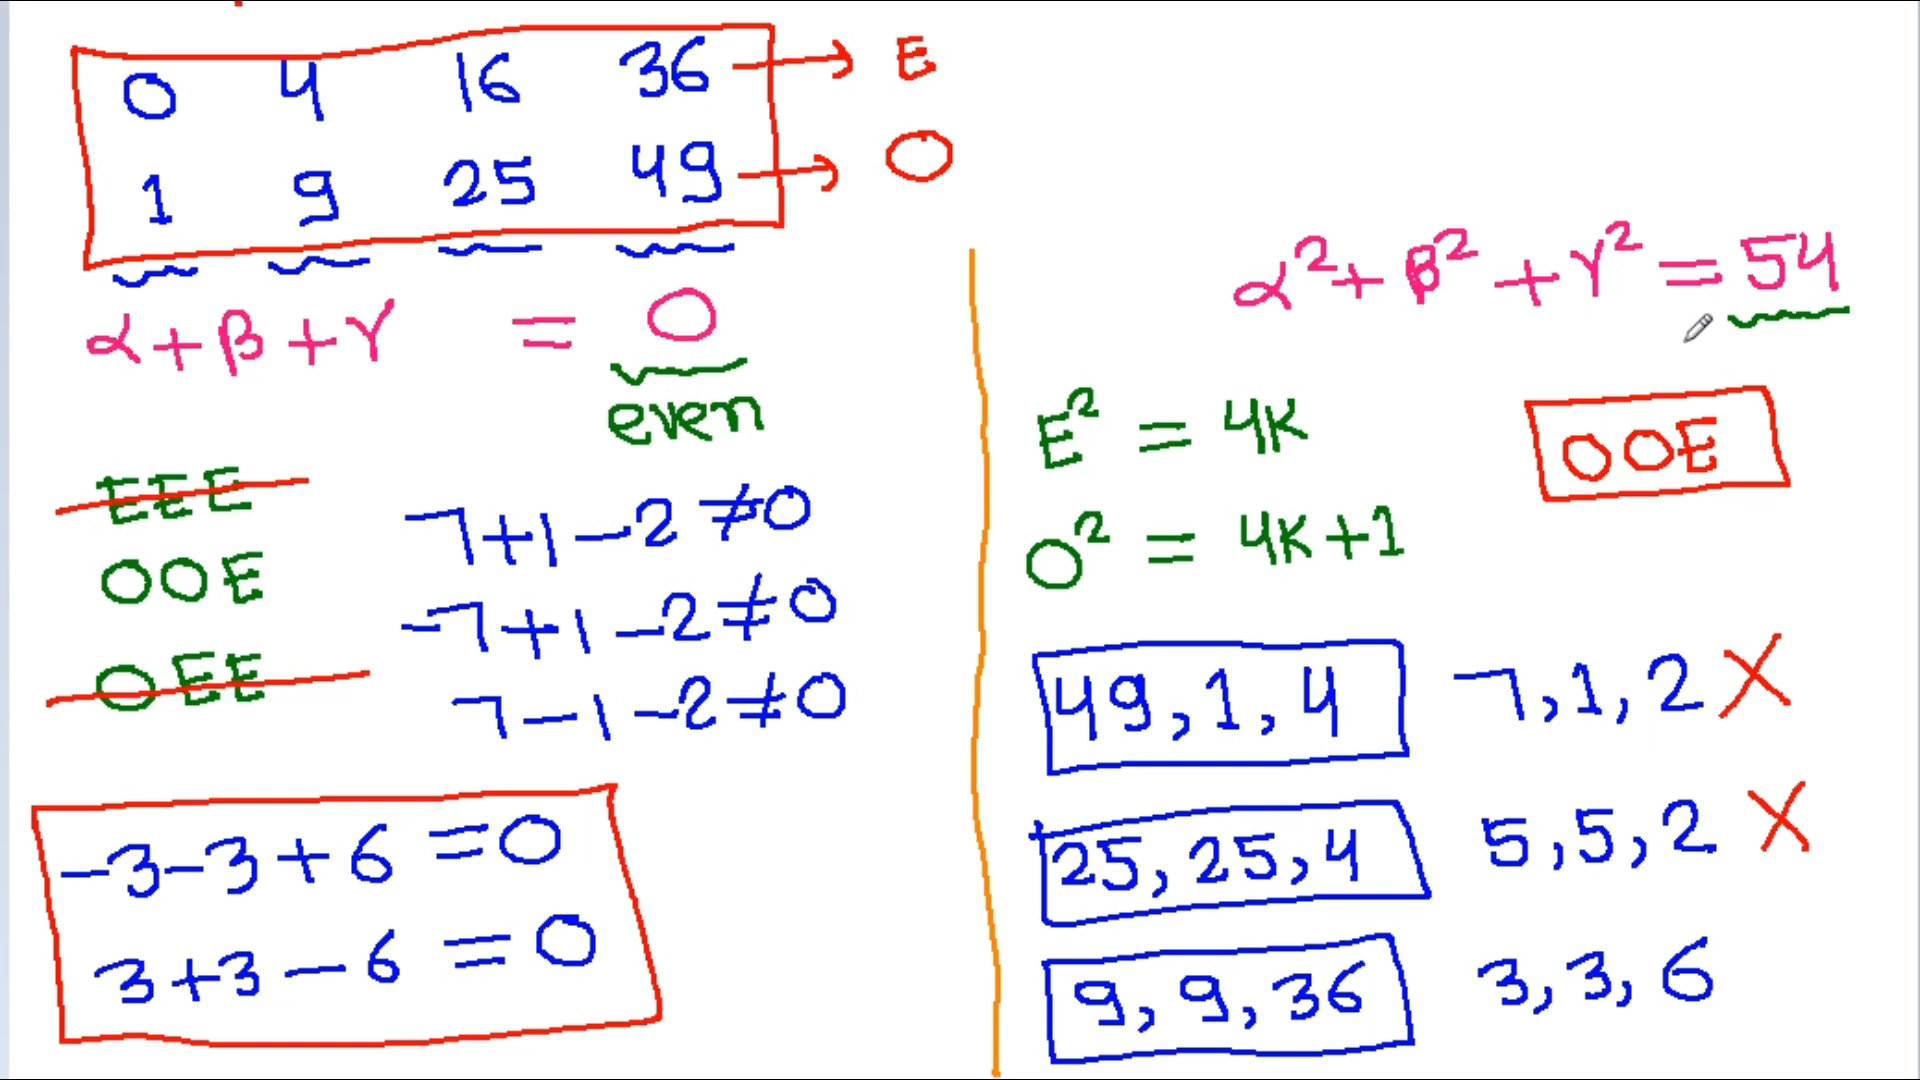 0 4 16 36 → E
1 9 25 49 → O
α + β + γ = 0
even
EEE
OOE
OEE
7+1-2 ≠ 0
-7+1-2 ≠ 0
7-1-2 ≠ 0
-3-3+6 = 0
3+3-6 = 0
α² + β² + γ² = 54
E² = 4K
OOE
O² = 4K+1
49, 1, 4 7, 1, 2 X
25, 25, 4 5, 5, 2 X
9, 9, 36 3, 3, 6